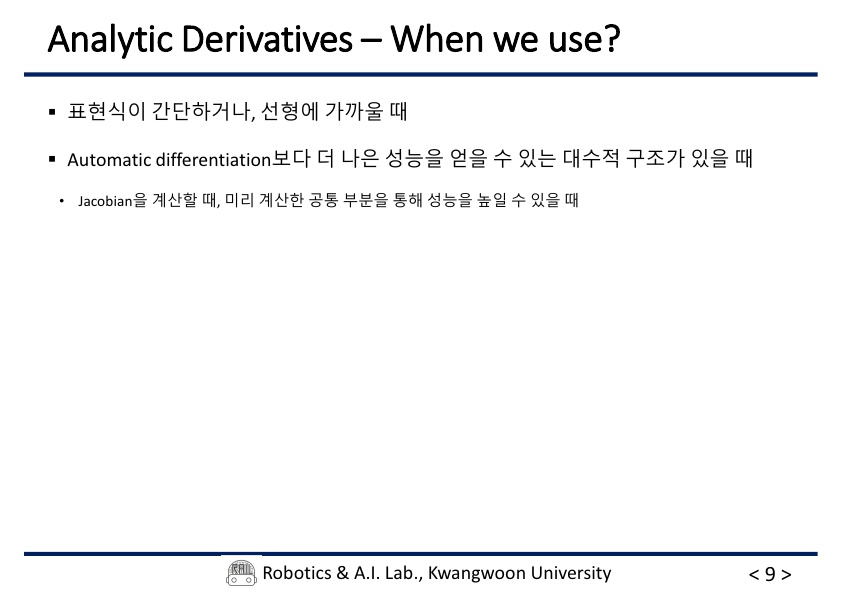 Analytic Derivatives – When we use?
▪ 표현식이 간단하거나, 선형에 가까울 때
▪ Automatic differentiation보다 더 나은 성능을 얻을 수 있는 대수적 구조가 있을 때
• Jacobian을 계산할 때, 미리 계산한 공통 부분을 통해 성능을 높일 수 있을 때
RAIL Robotics & A.I. Lab., Kwangwoon University
< 9 >